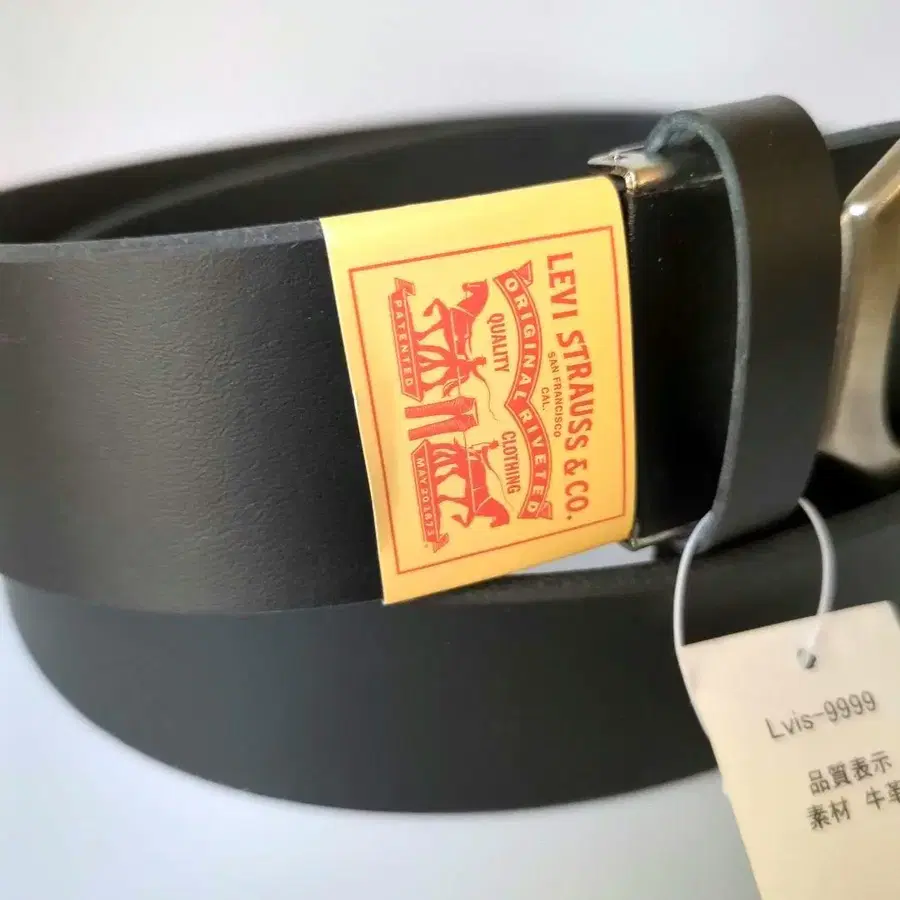 LEVI STRAUSS & CO.
SAN FRANCISCO
CAL.
ORIGINAL RIVETED
QUALITY CLOTHING
PATENTED MAY 20 1873
Lvis-9999
品質表示
素材 牛革